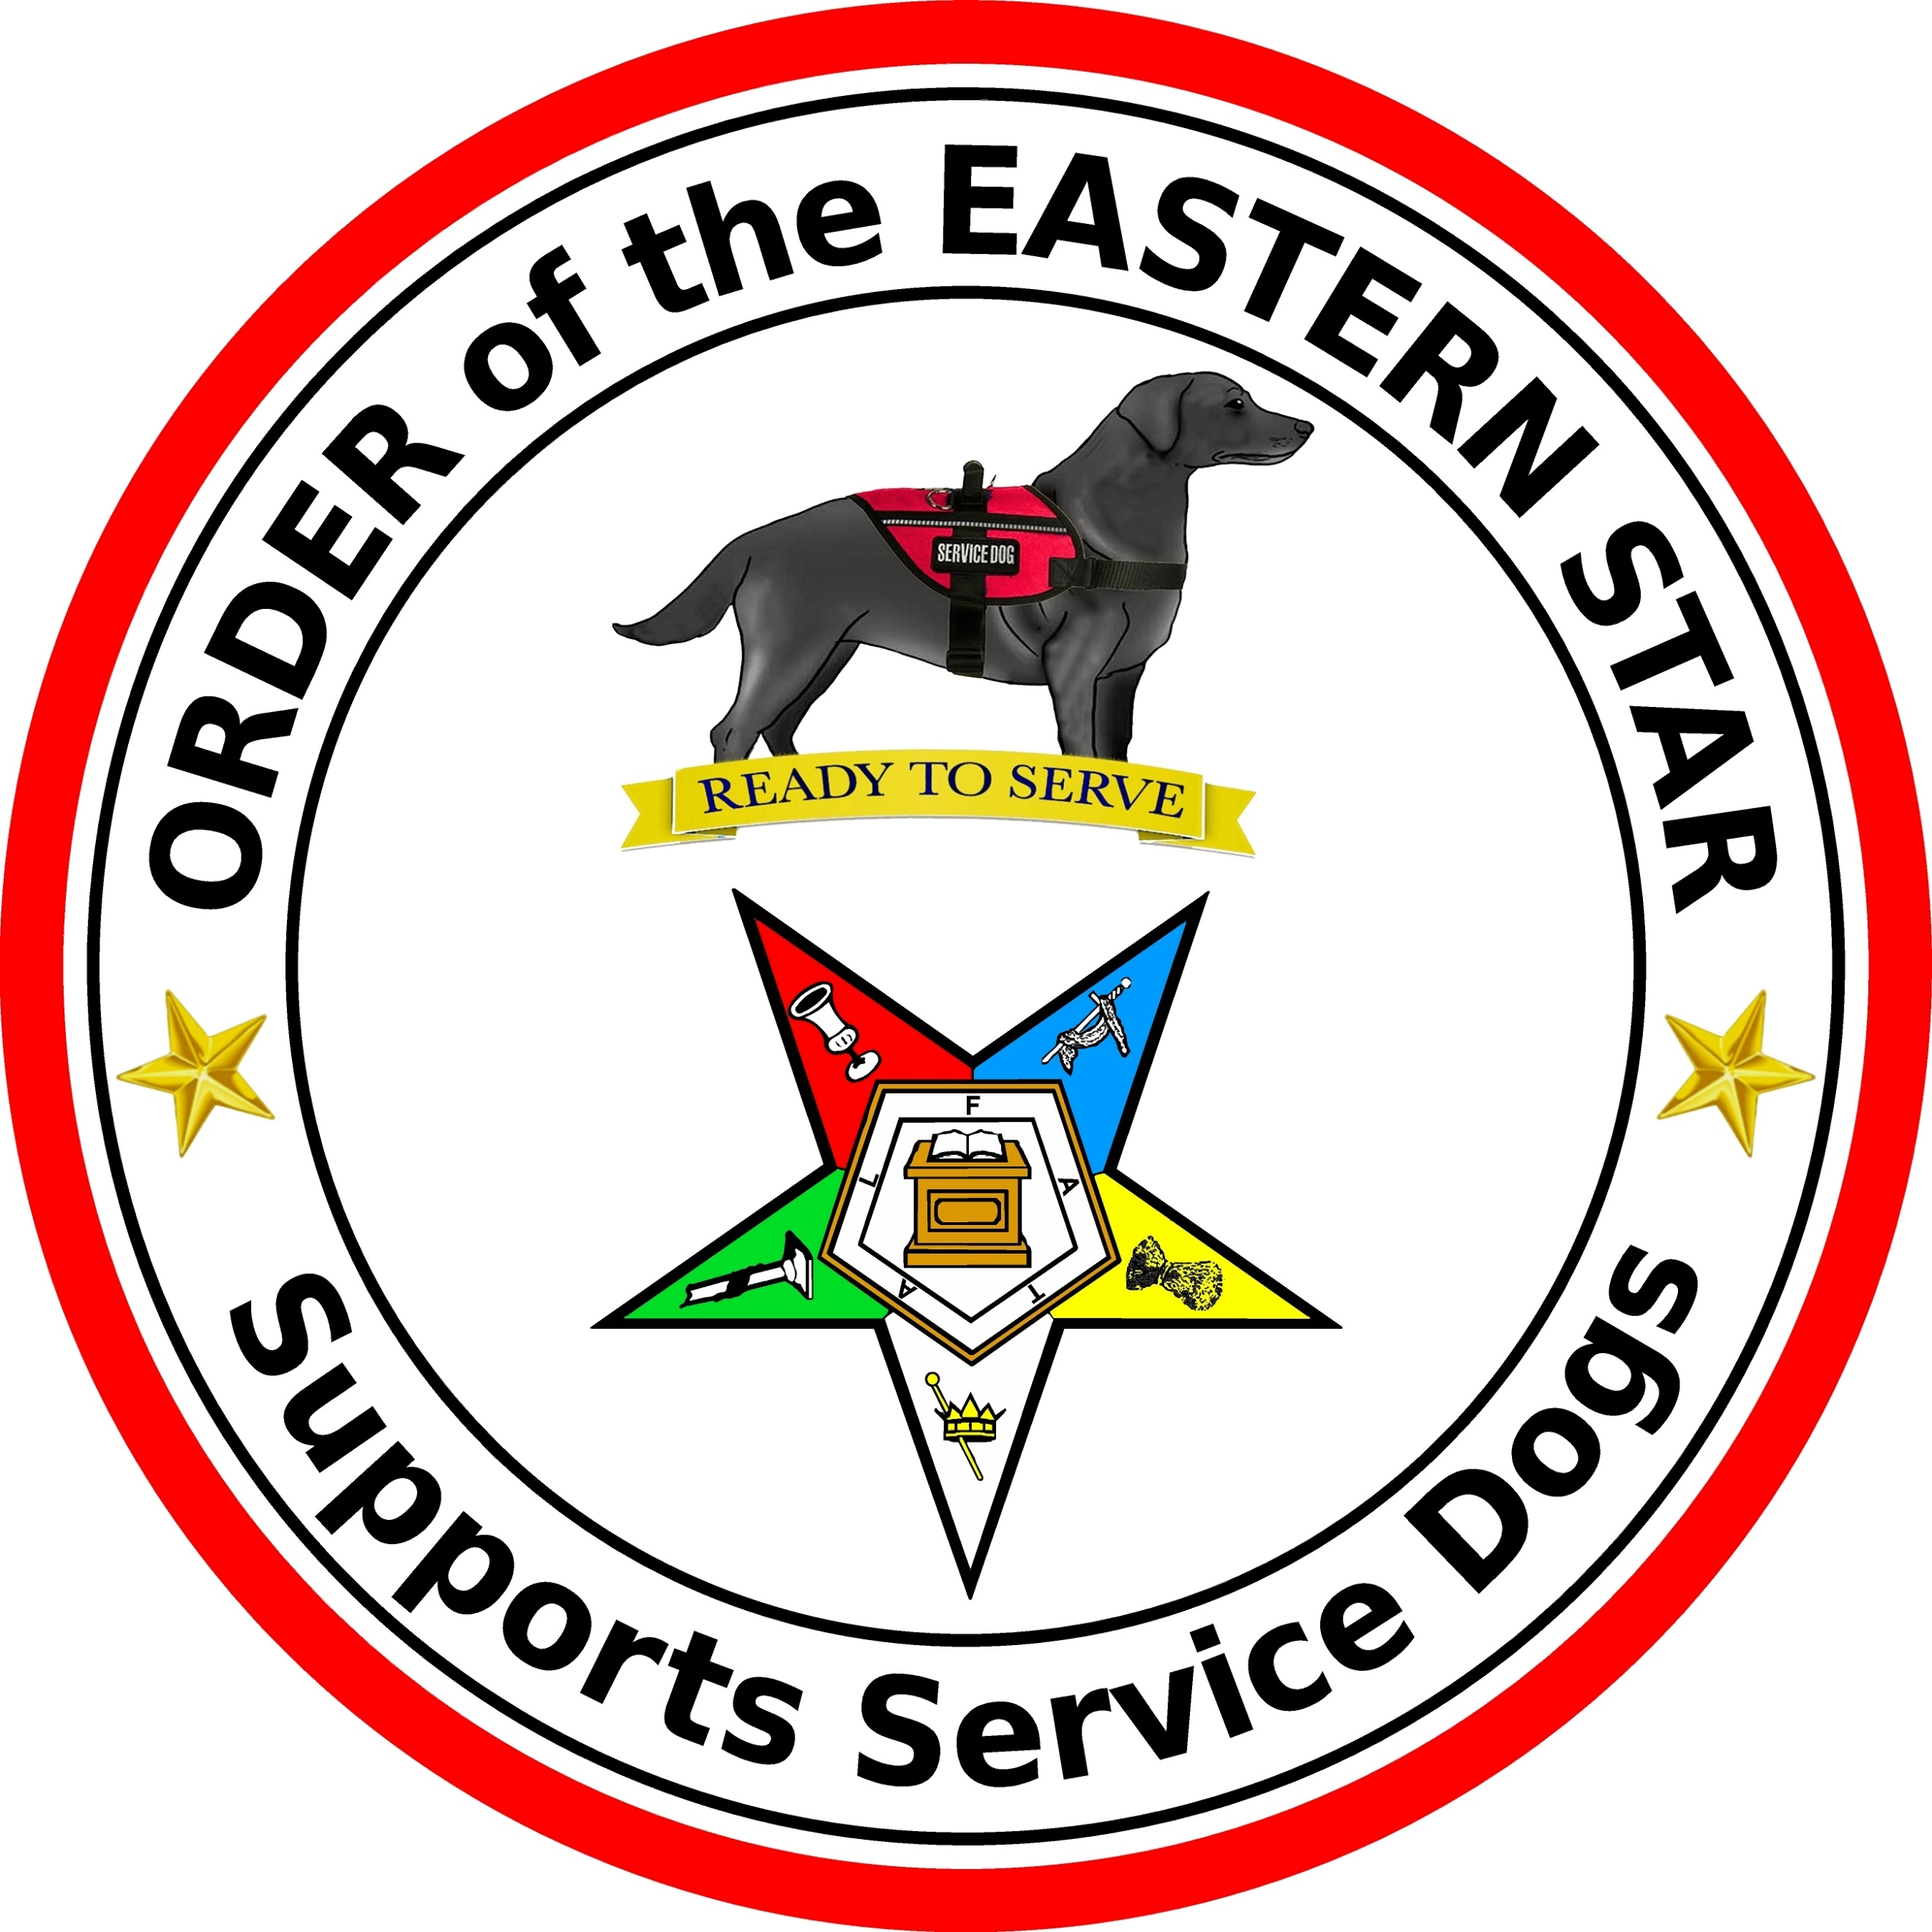 ORDER of the EASTERN STAR
SERVICE DOG
READY TO SERVE
F
A
T
A
L
Supports Service Dogs